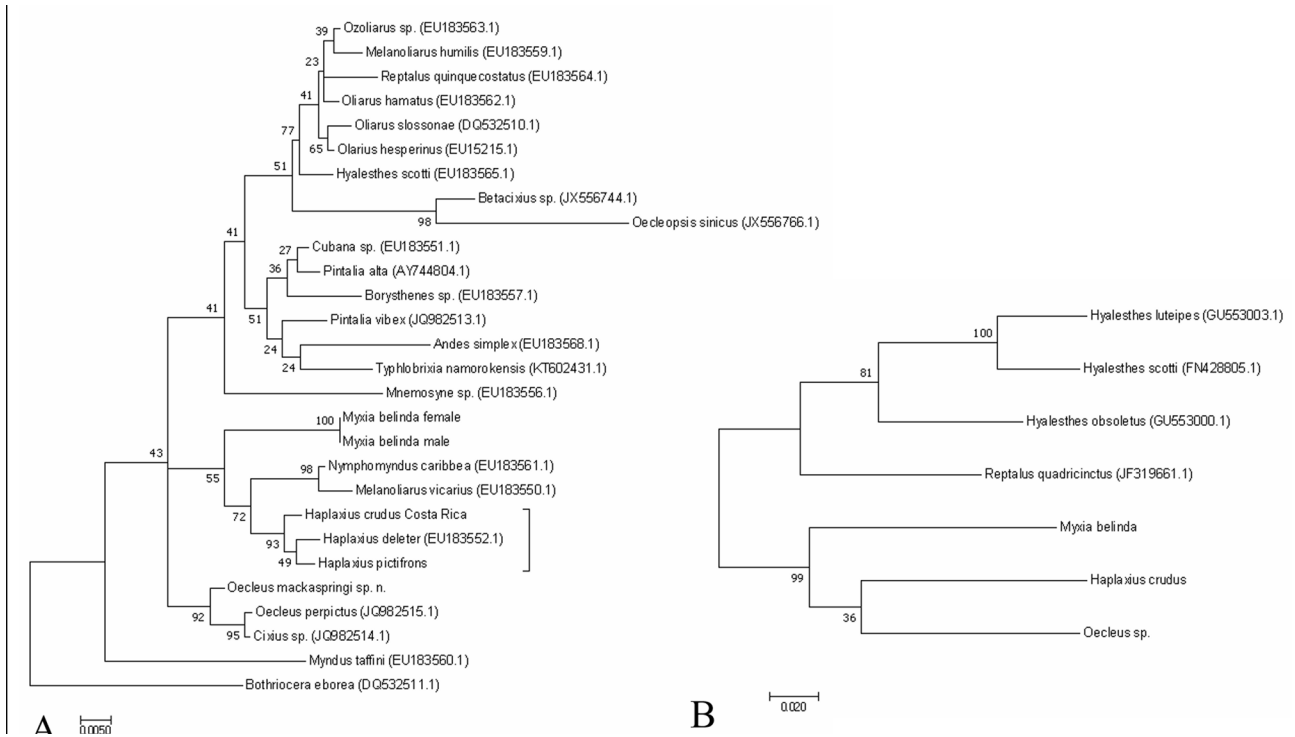 39
Ozoliarus sp. (EU183563.1)
Melanoliarus humilis (EU183559.1)
23
Reptalus quinquecostatus (EU183564.1)
41
Oliarus hamatus (EU183562.1)
Oliarus slossonae (DQ532510.1)
77
65
Olarius hesperinus (EU15215.1)
51
Hyalesthes scotti (EU183565.1)
Betacixius sp. (JX556744.1)
98
Oecleopsis sinicus (JX556766.1)
41
27
Cubana sp. (EU183551.1)
36
Pintalia alta (AY744804.1)
Borysthenes sp. (EU183557.1)
41
51
Pintalia vibex (JQ982513.1)
24
Andes simplex (EU183568.1)
24
Typhlobrixia namorokensis (KT602431.1)
Mnemosyne sp. (EU183556.1)
100
Myxia belinda female
Myxia belinda male
43
55
98
Nymphomyndus caribbea (EU183561.1)
Melanoliarus vicarius (EU183550.1)
72
Haplaxius crudus Costa Rica
93
Haplaxius deleter (EU183552.1)
49
Haplaxius pictifrons
Oecleus mackaspringi sp. n.
92
Oecleus perpictus (JQ982515.1)
95
Cixius sp. (JQ982514.1)
Myndus taffini (EU183560.1)
Bothriocera eborea (DQ532511.1)
A
0.0050
Hyalesthes luteipes (GU553003.1)
100
Hyalesthes scotti (FN428805.1)
81
Hyalesthes obsoletus (GU553000.1)
Reptalus quadricinctus (JF319661.1)
Myxia belinda
99
Haplaxius crudus
36
Oecleus sp.
B
0.020